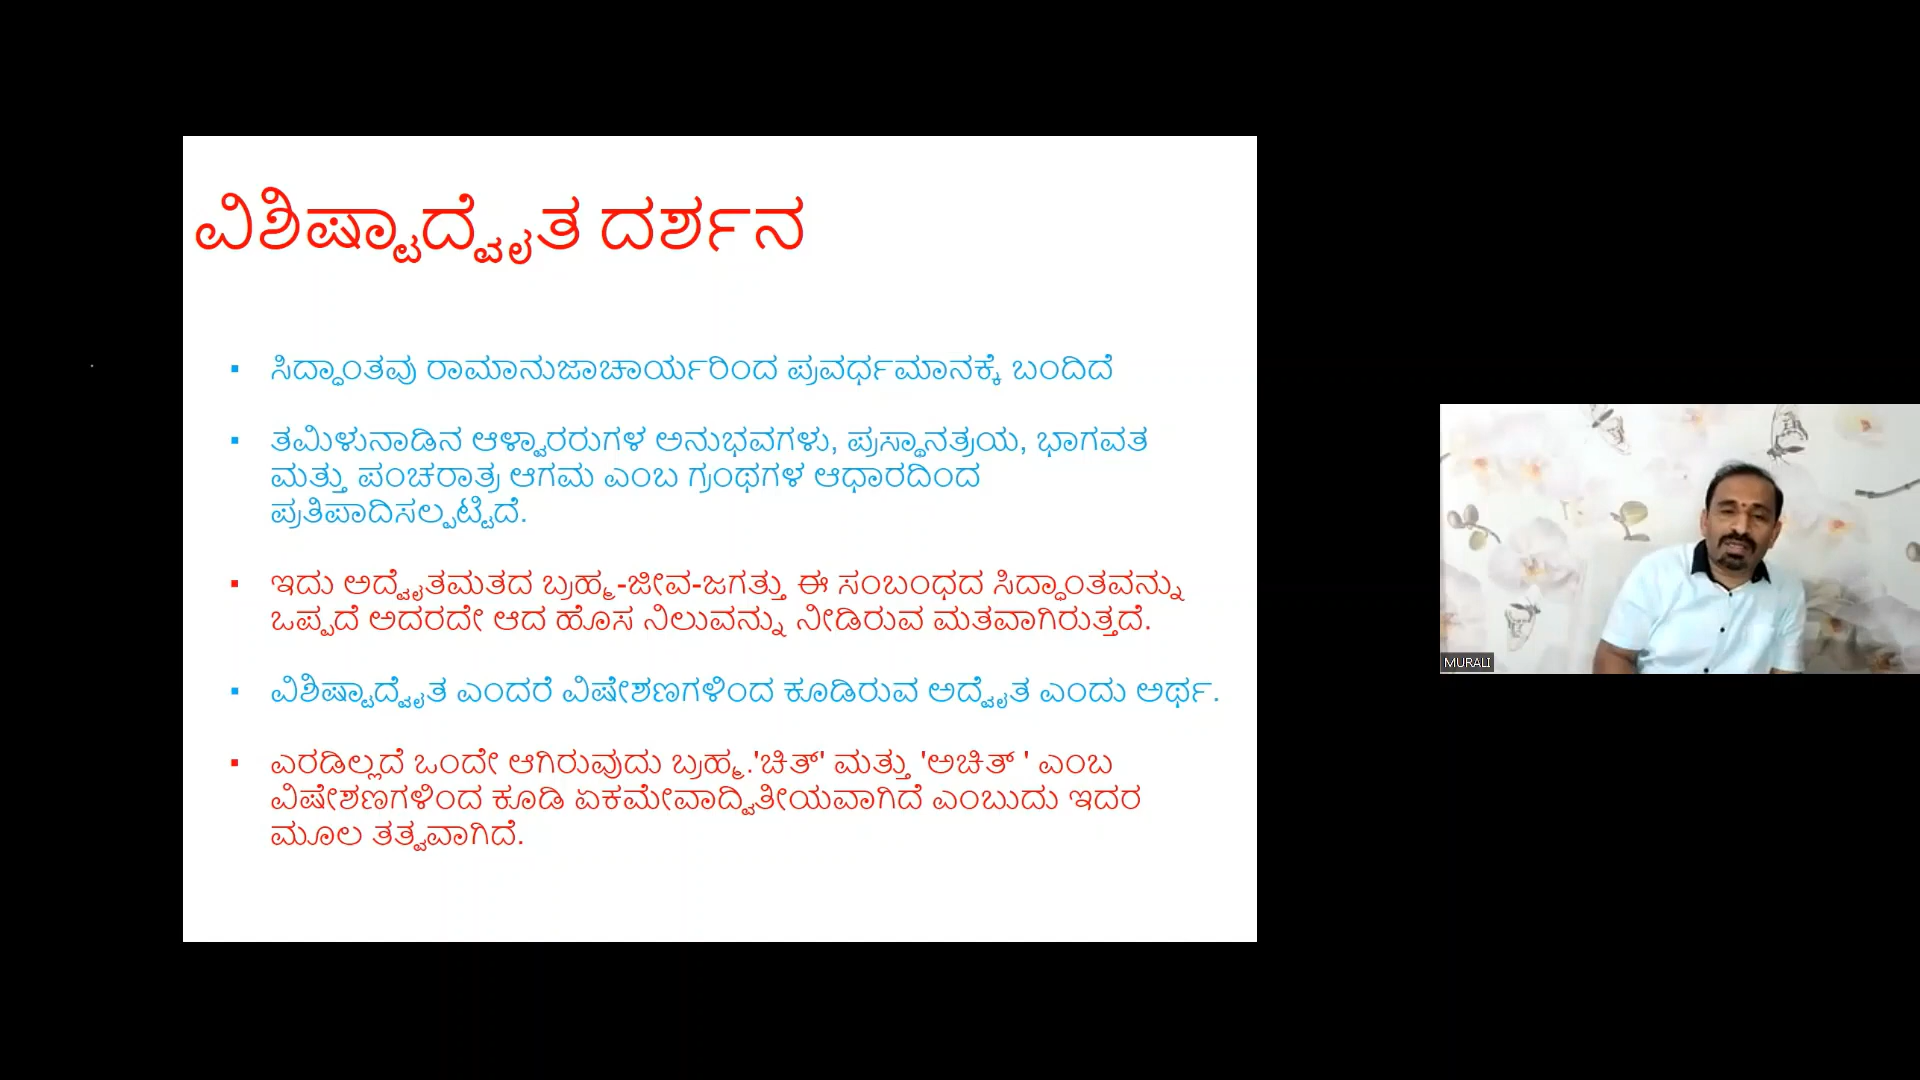 ವಿಶಿಷ್ಟಾದ್ವೈತ ದರ್ಶನ
▪ ಸಿದ್ಧಾಂತವು ರಾಮಾನುಜಾಚಾರ್ಯರಿಂದ ಪ್ರವರ್ಧಮಾನಕ್ಕೆ ಬಂದಿದೆ
▪ ತಮಿಳುನಾಡಿನ ಆಳ್ವಾರರುಗಳ ಅನುಭವಗಳು, ಪ್ರಸ್ಥಾನತ್ರಯ, ಭಾಗವತ
ಮತ್ತು ಪಂಚರಾತ್ರ ಆಗಮ ಎಂಬ ಗ್ರಂಥಗಳ ಆಧಾರದಿಂದ
ಪ್ರತಿಪಾದಿಸಲ್ಪಟ್ಟಿದೆ.
▪ ಇದು ಅದ್ವೈತಮತದ ಬ್ರಹ್ಮ-ಜೀವ-ಜಗತ್ತು ಈ ಸಂಬಂಧದ ಸಿದ್ಧಾಂತವನ್ನು
ಒಪ್ಪದೆ ಅದರದೇ ಆದ ಹೊಸ ನಿಲುವನ್ನು ನೀಡಿರುವ ಮತವಾಗಿರುತ್ತದೆ.
▪ ವಿಶಿಷ್ಟಾದ್ವೈತ ಎಂದರೆ ವಿಷೇಶಣಗಳಿಂದ ಕೂಡಿರುವ ಅದ್ವೈತ ಎಂದು ಅರ್ಥ.
▪ ಎರಡಿಲ್ಲದೆ ಒಂದೇ ಆಗಿರುವುದು ಬ್ರಹ್ಮ.'ಚಿತ್' ಮತ್ತು 'ಅಚಿತ್ ' ಎಂಬ
ವಿಷೇಶಣಗಳಿಂದ ಕೂಡಿ ಏಕಮೇವಾದ್ವಿತೀಯವಾಗಿದೆ ಎಂಬುದು ಇದರ
ಮೂಲ ತತ್ವವಾಗಿದೆ.
MURALI